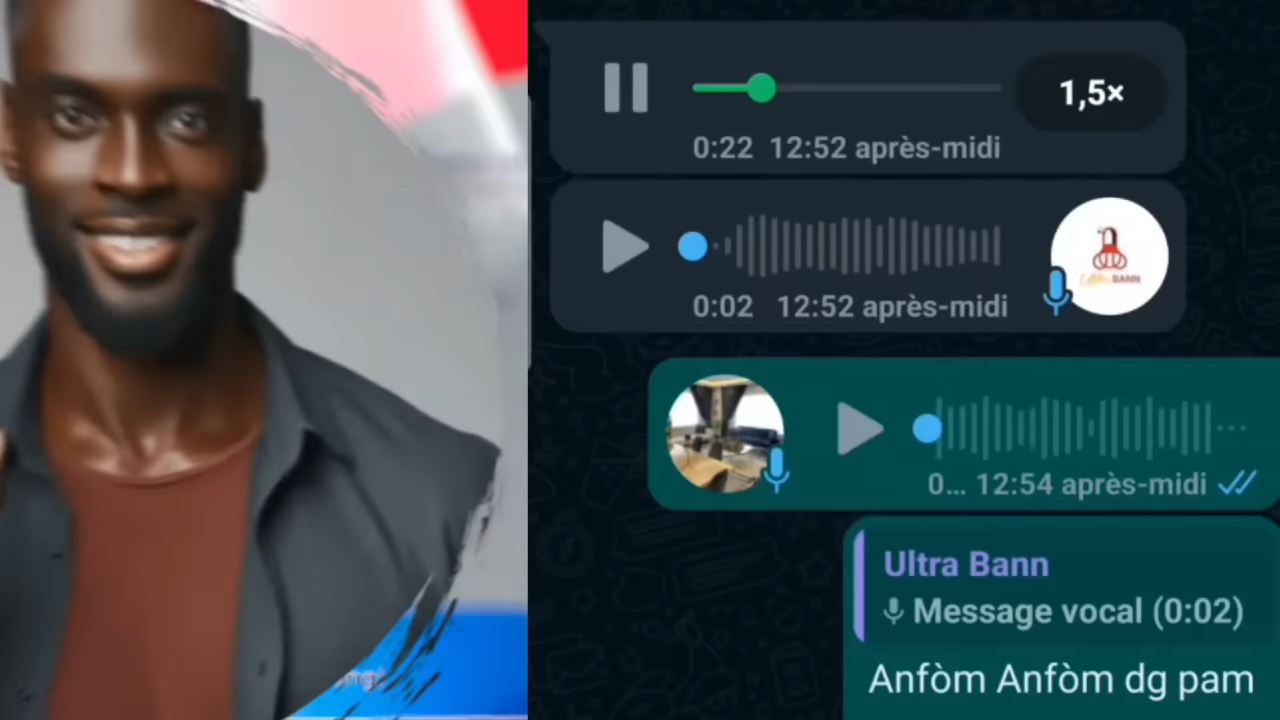 1,5×
0:22 12:52 après-midi
BANN
0:02 12:52 après-midi
0... 12:54 après-midi
Ultra Bann
Message vocal (0:02)
Anfòm Anfòm dg pam